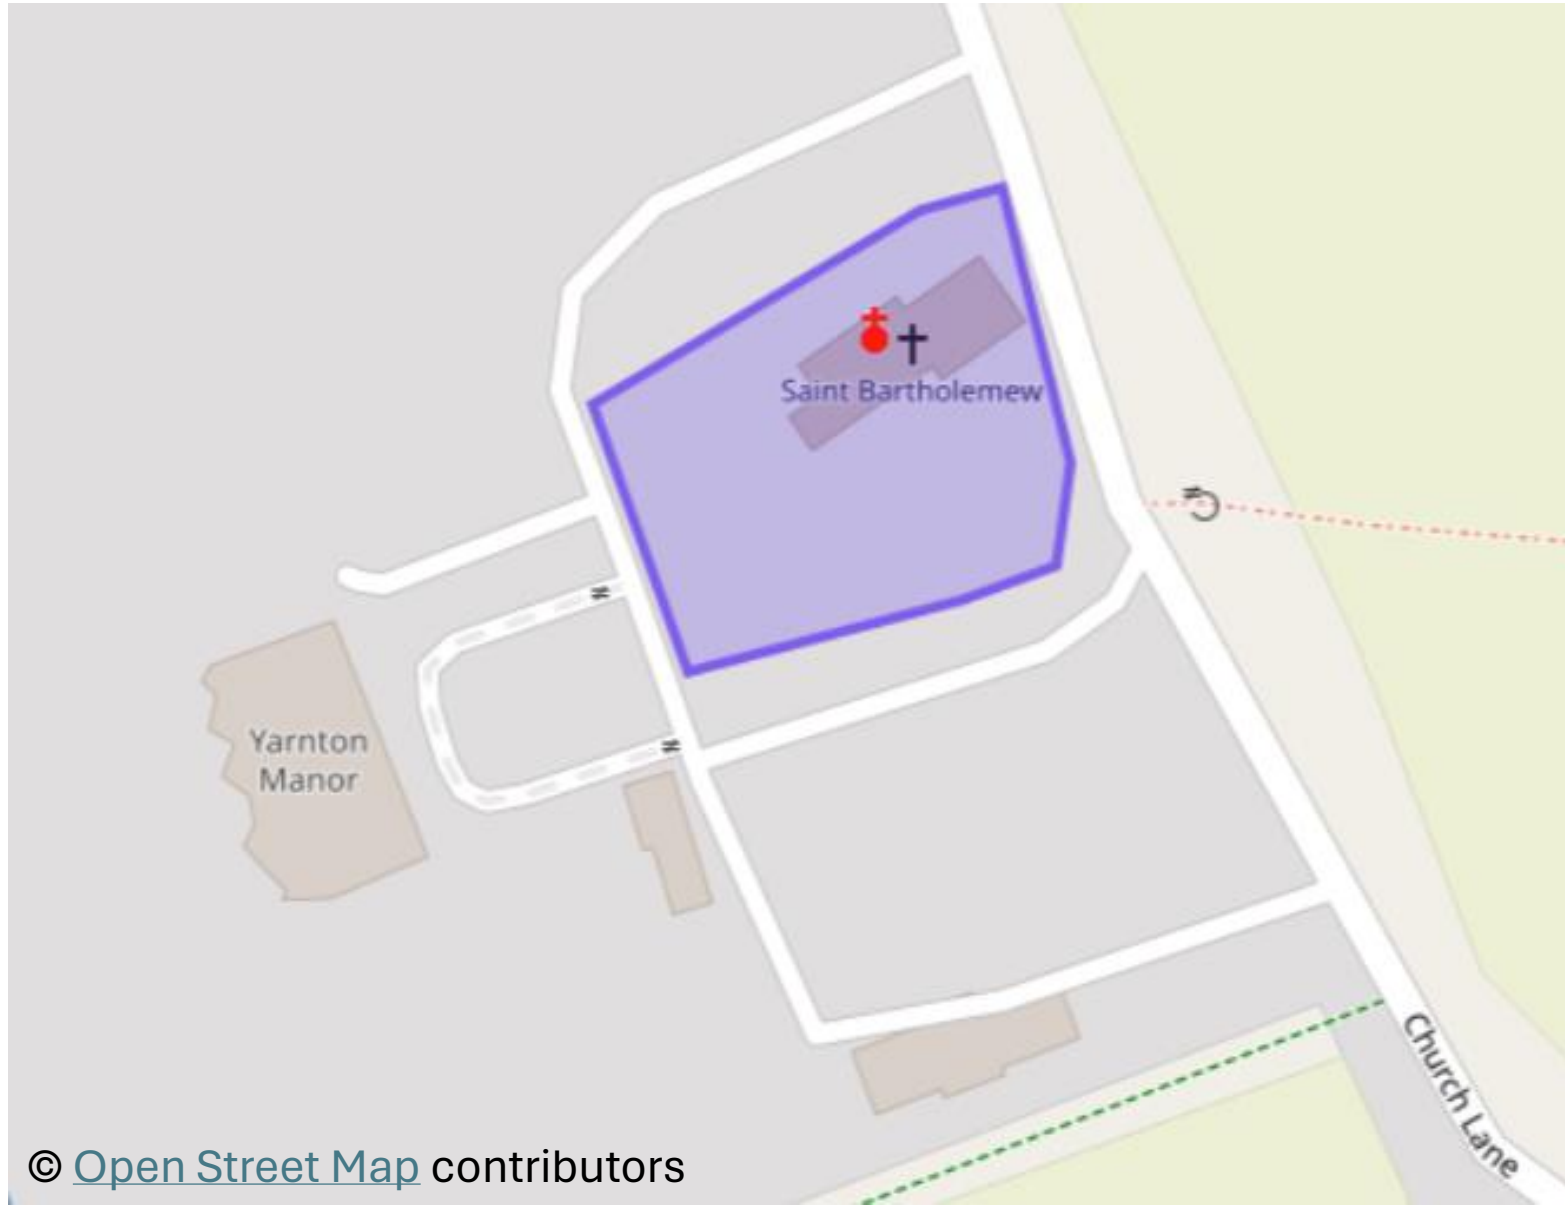 Saint Bartholemew
Yarnton
Manor
Church Lane
© Open Street Map contributors